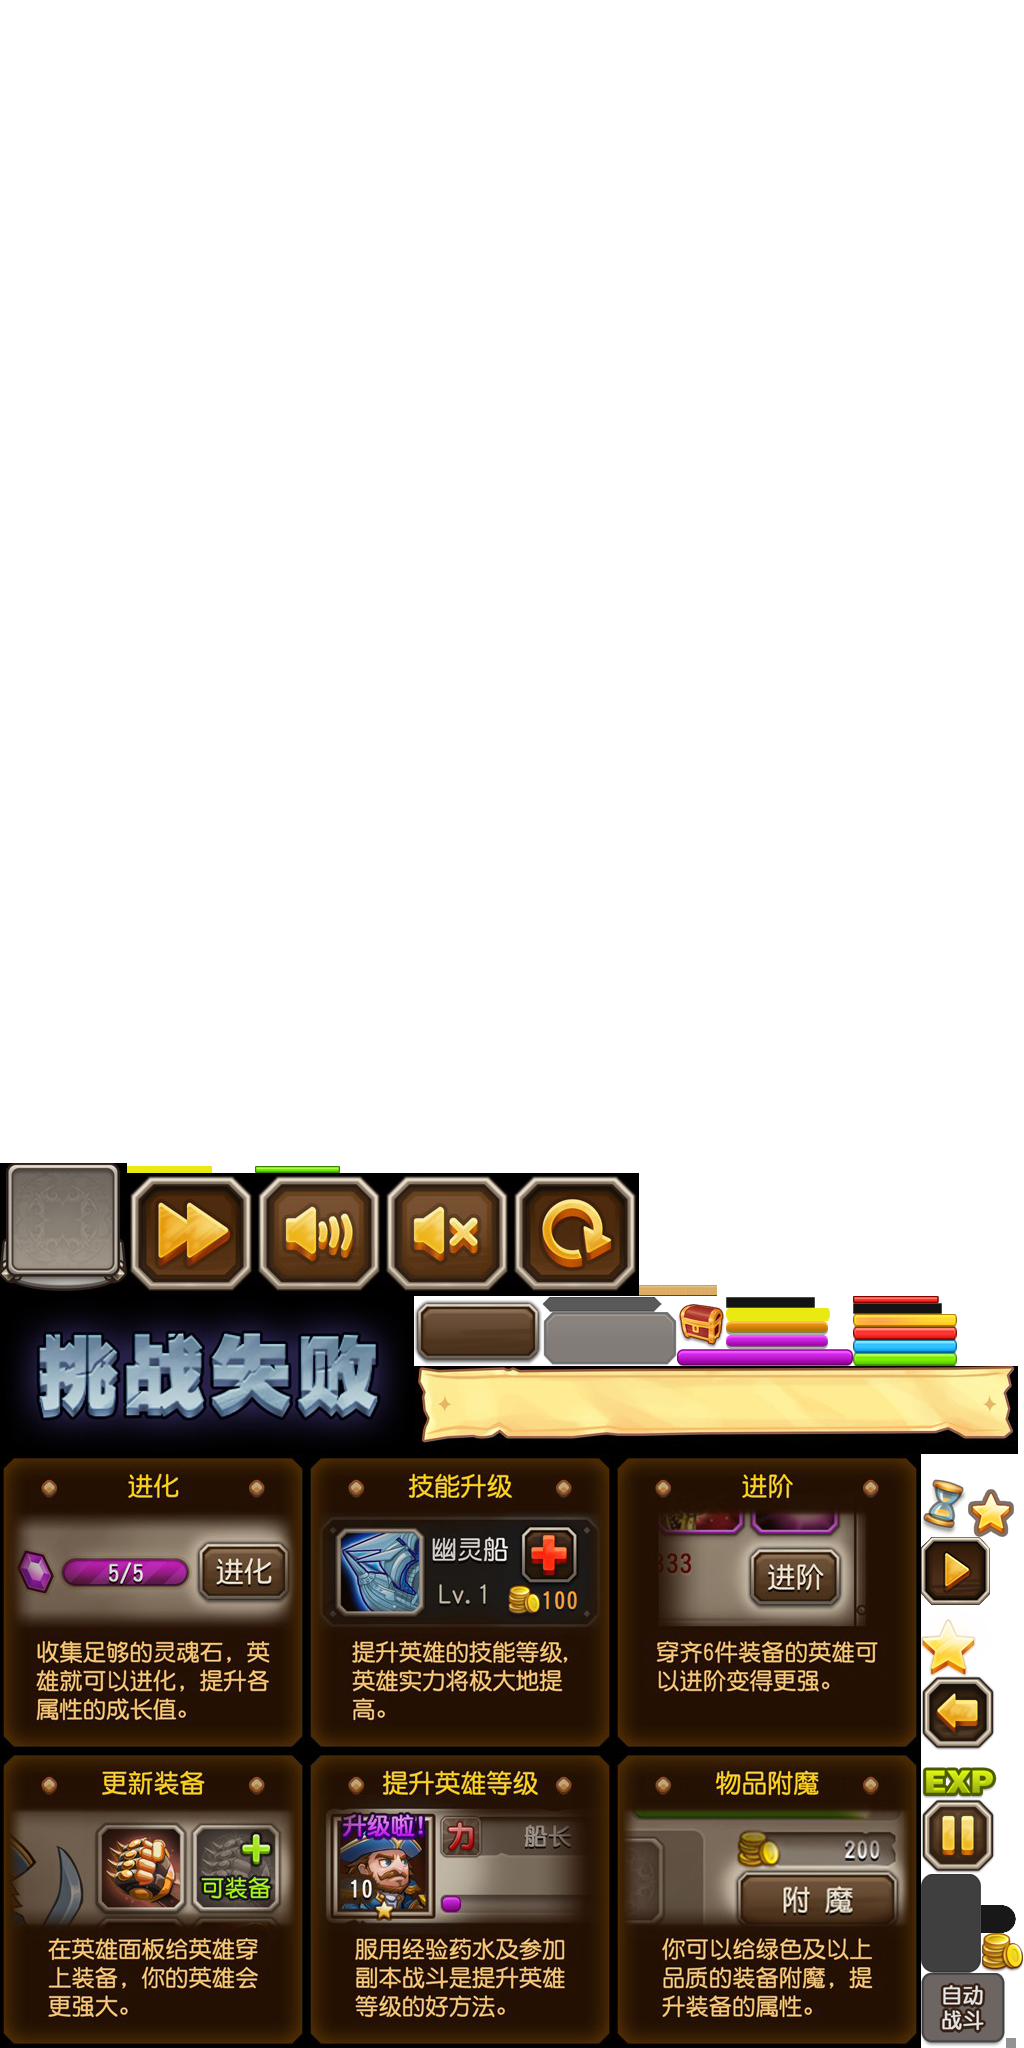 挑战失败
进化
5/5
进化
收集足够的灵魂石，英
雄就可以进化，提升各
属性的成长值。
技能升级
幽灵船
Lv.1
100
提升英雄的技能等级,
英雄实力将极大地提
高。
进阶
333
进阶
穿齐6件装备的英雄可
以进阶变得更强。
更新装备
可装备
在英雄面板给英雄穿
上装备，你的英雄会
更强大。
提升英雄等级
升级啦!
力
船长
10
服用经验药水及参加
副本战斗是提升英雄
等级的好方法。
物品附魔
200
附 魔
你可以给绿色及以上
品质的装备附魔，提
升装备的属性。
EXP
自动
战斗